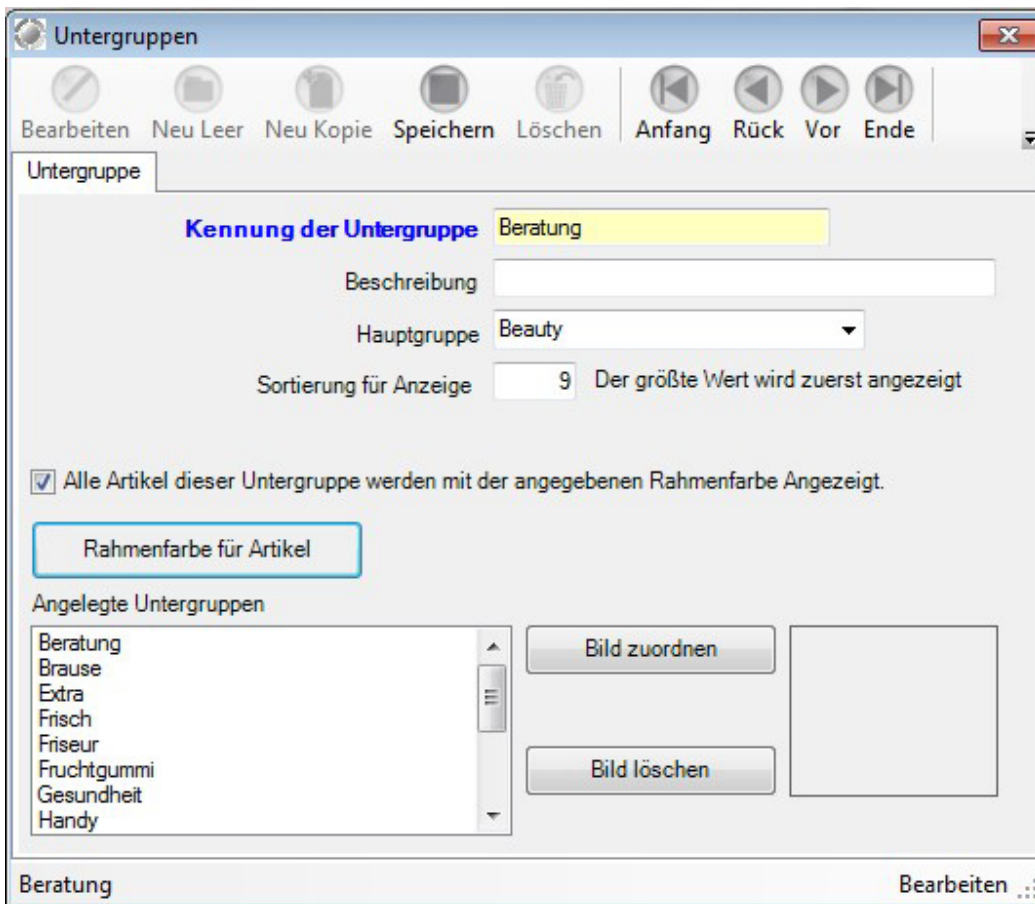 Untergruppen
Bearbeiten Neu Leer Neu Kopie Speichern Löschen Anfang Rück Vor Ende
Untergruppe
Kennung der Untergruppe Beratung
Beschreibung
Hauptgruppe Beauty
Sortierung für Anzeige 9 Der größte Wert wird zuerst angezeigt
Alle Artikel dieser Untergruppe werden mit der angegebenen Rahmenfarbe Angezeigt.
Rahmenfarbe für Artikel
Angelegte Untergruppen
Beratung
Brause
Extra
Frisch
Friseur
Fruchtgummi
Gesundheit
Handy
Bild zuordnen
Bild löschen
Beratung Bearbeiten